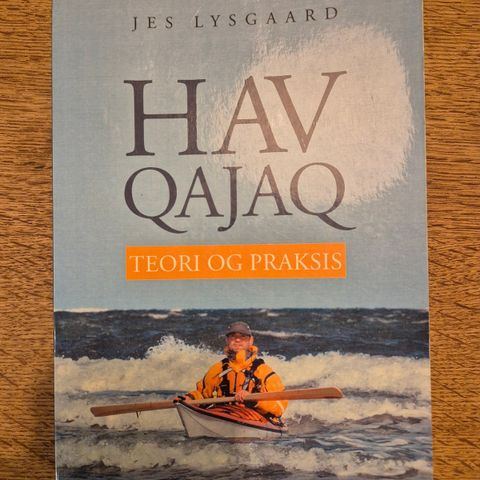 JES LYSGAARD
HAV
QAJAQ
TEORI OG PRAKSIS